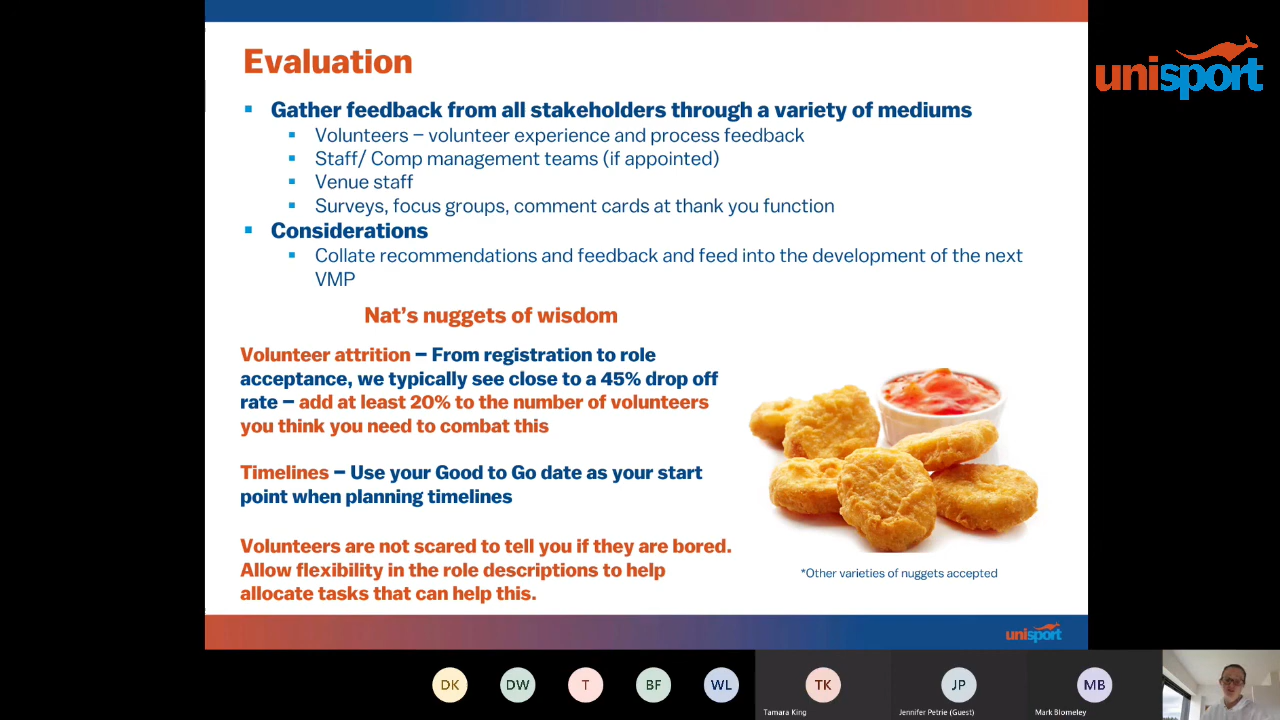 Evaluation
unisport
Gather feedback from all stakeholders through a variety of mediums
Volunteers – volunteer experience and process feedback
Staff/ Comp management teams (if appointed)
Venue staff
Surveys, focus groups, comment cards at thank you function
Considerations
Collate recommendations and feedback and feed into the development of the next
VMP
Nat's nuggets of wisdom
Volunteer attrition – From registration to role
acceptance, we typically see close to a 45% drop off
rate – add at least 20% to the number of volunteers
you think you need to combat this
Timelines – Use your Good to Go date as your start
point when planning timelines
Volunteers are not scared to tell you if they are bored.
Allow flexibility in the role descriptions to help
allocate tasks that can help this.
*Other varieties of nuggets accepted
unisport
DK DW T BF WL TK JP MB
Tamara King Jennifer Petrie (Guest) Mark Blomeley